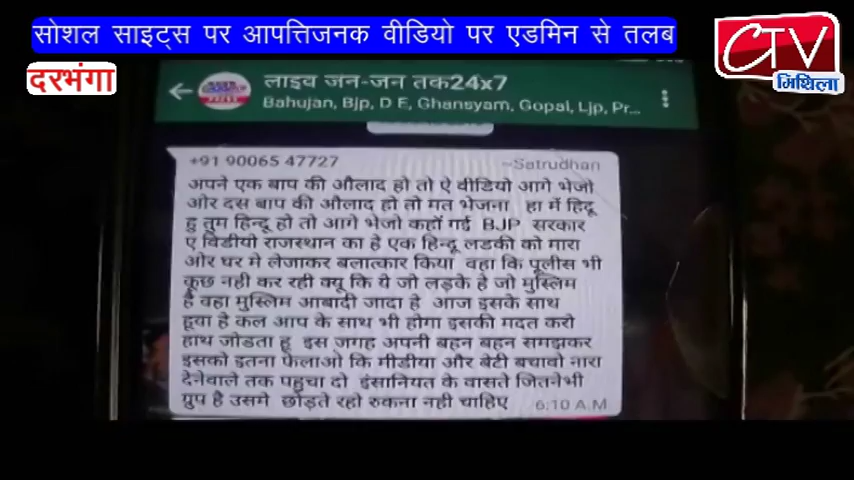 सोशल साइट्स पर आपत्तिजनक वीडियो पर एडमिन से तलब
CTV
मिथिला
दरभंगा
लाइव जन-जन तक24x7
Bahujan, Bjp, D E, Ghansyam, Gopal, Ljp, Pr...
+91 90065 47727
~Satrudhan
अपने एक बाप की औलाद हो तो ऐ वीडियो आगे भेजो
ओर दस बाप की औलाद हो तो मत भेजना हा में हिदू
हु तुम हिन्दू हो तो आगे भेजो कहाें गई BJP सरकार
ए विडीयो राजस्थान का हे एक हिन्दू लडकी को मारा
ओर घर मे लेजाकर बलात्कार किया वहा कि पूलीस भी
कूछ नही कर रही क्यू कि ये जो लड़के हे जो मुस्लिम
है वहा मुस्लिम आबादी जादा हे आज इसके साथ
हूवा हे कल आप के साथ भी होगा इसकी मदत करो
हाथ जोडता हू इस जगह अपनी बहन बहन समझकर
इसको इतना फेलाओ कि मीडीया और बेटी बचावो नारा
देनेवाले तक पहुचा दो इंसानियत के वासते जितनेभी
ग्रुप है उसमे छोड़ते रहो रुकना नही चाहिए
6:10 A.M